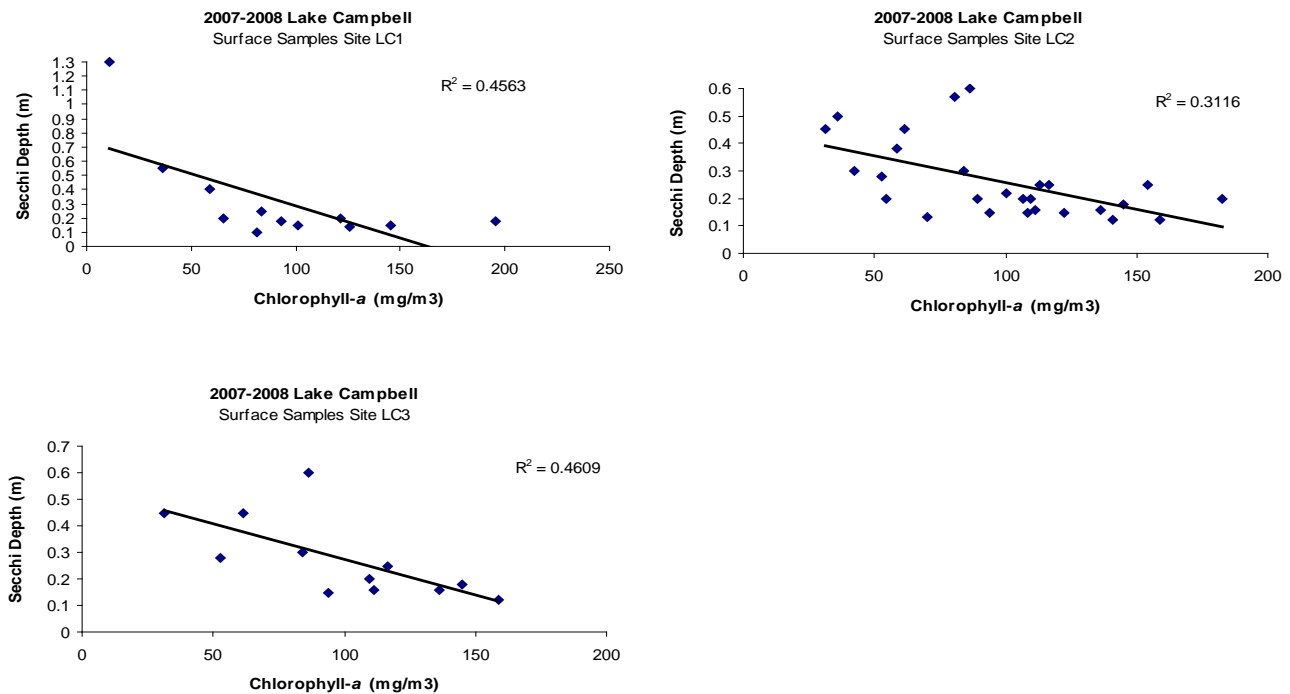 2007-2008 Lake Campbell
Surface Samples Site LC1
R² = 0.4563
Secchi Depth (m)
1.3
1.2
1.1
1
0.9
0.8
0.7
0.6
0.5
0.4
0.3
0.2
0.1
0
0 50 100 150 200 250
Chlorophyll-a (mg/m3)
2007-2008 Lake Campbell
Surface Samples Site LC2
R² = 0.3116
Secchi Depth (m)
0.6
0.5
0.4
0.3
0.2
0.1
0
0 50 100 150 200
Chlorophyll-a (mg/m3)
2007-2008 Lake Campbell
Surface Samples Site LC3
R² = 0.4609
Secchi Depth (m)
0.7
0.6
0.5
0.4
0.3
0.2
0.1
0
0 50 100 150 200
Chlorophyll-a (mg/m3)